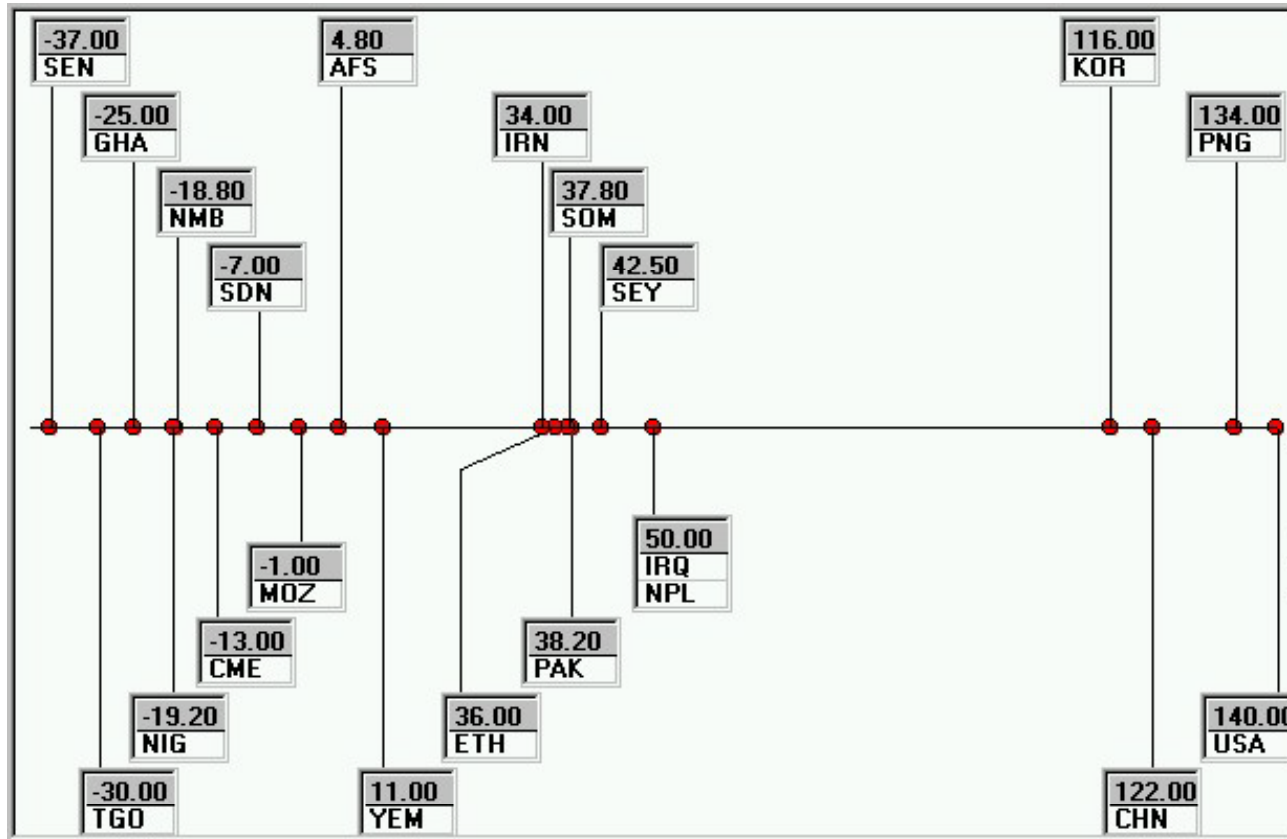 -37.00
SEN
4.80
AFS
116.00
KOR
-25.00
GHA
34.00
IRN
134.00
PNG
-18.80
NMB
37.80
SOM
-7.00
SDN
42.50
SEY
50.00
IRQ
NPL
-1.00
MOZ
-13.00
CME
38.20
PAK
-19.20
NIG
36.00
ETH
140.00
USA
-30.00
TGO
11.00
YEM
122.00
CHN